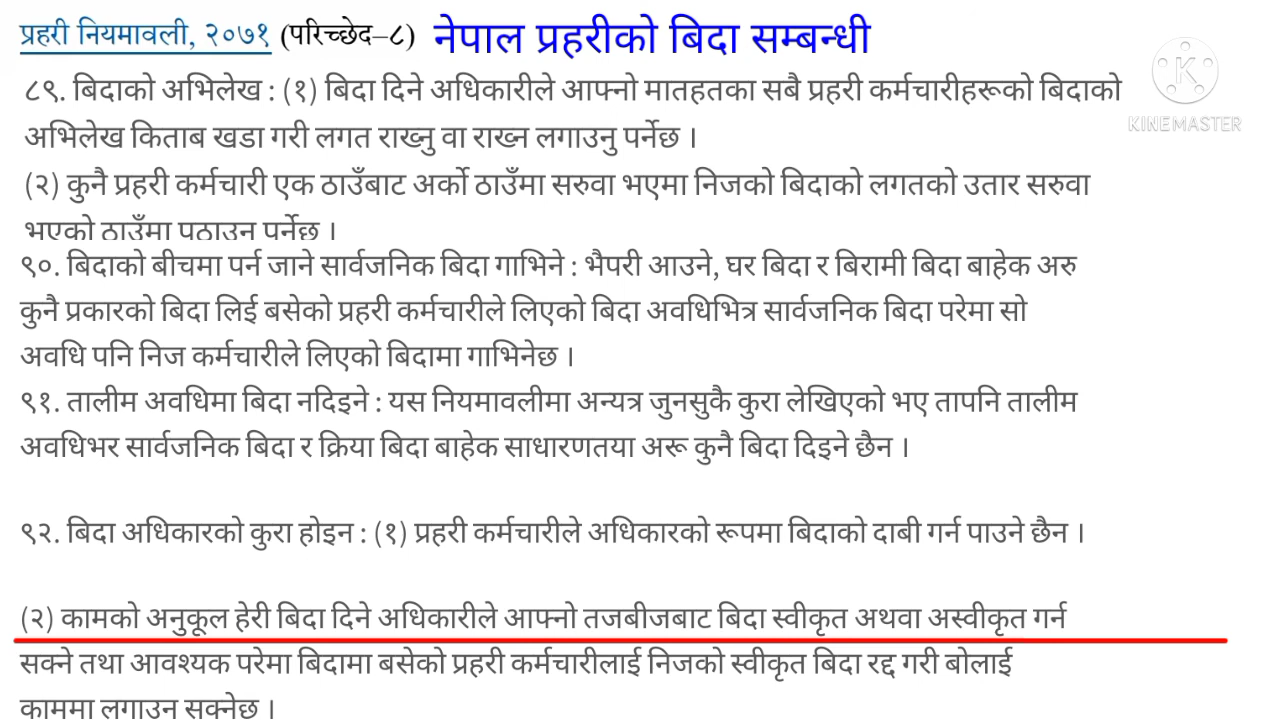 प्रहरी नियमावली, २०७१ (परिच्छेद–८) नेपाल प्रहरीको बिदा सम्बन्धी
८९. बिदाको अभिलेख : (१) बिदा दिने अधिकारीले आफ्नो मातहतका सबै प्रहरी कर्मचारीहरूको बिदाको
अभिलेख किताब खडा गरी लगत राख्नु वा राख्न लगाउनु पर्नेछ ।
(२) कुनै प्रहरी कर्मचारी एक ठाउँबाट अर्को ठाउँमा सरुवा भएमा निजको बिदाको लगतको उतार सरुवा
भएको ठाउँमा पठाउन पर्नेछ ।
९०. बिदाको बीचमा पर्न जाने सार्वजनिक बिदा गाभिने : भैपरी आउने, घर बिदा र बिरामी बिदा बाहेक अरु
कुनै प्रकारको बिदा लिई बसेको प्रहरी कर्मचारीले लिएको बिदा अवधिभित्र सार्वजनिक बिदा परेमा सो
अवधि पनि निज कर्मचारीले लिएको बिदामा गाभिनेछ ।
९१. तालीम अवधिमा बिदा नदिइने : यस नियमावलीमा अन्यत्र जुनसुकै कुरा लेखिएको भए तापनि तालीम
अवधिभर सार्वजनिक बिदा र क्रिया बिदा बाहेक साधारणतया अरू कुनै बिदा दिइने छैन ।
९२. बिदा अधिकारको कुरा होइन : (१) प्रहरी कर्मचारीले अधिकारको रूपमा बिदाको दाबी गर्न पाउने छैन ।
(२) कामको अनुकूल हेरी बिदा दिने अधिकारीले आफ्नो तजबीजबाट बिदा स्वीकृत अथवा अस्वीकृत गर्न
सक्ने तथा आवश्यक परेमा बिदामा बसेको प्रहरी कर्मचारीलाई निजको स्वीकृत बिदा रद्द गरी बोलाई
काममा लगाउन सक्नेछ ।
K
KINEMASTER